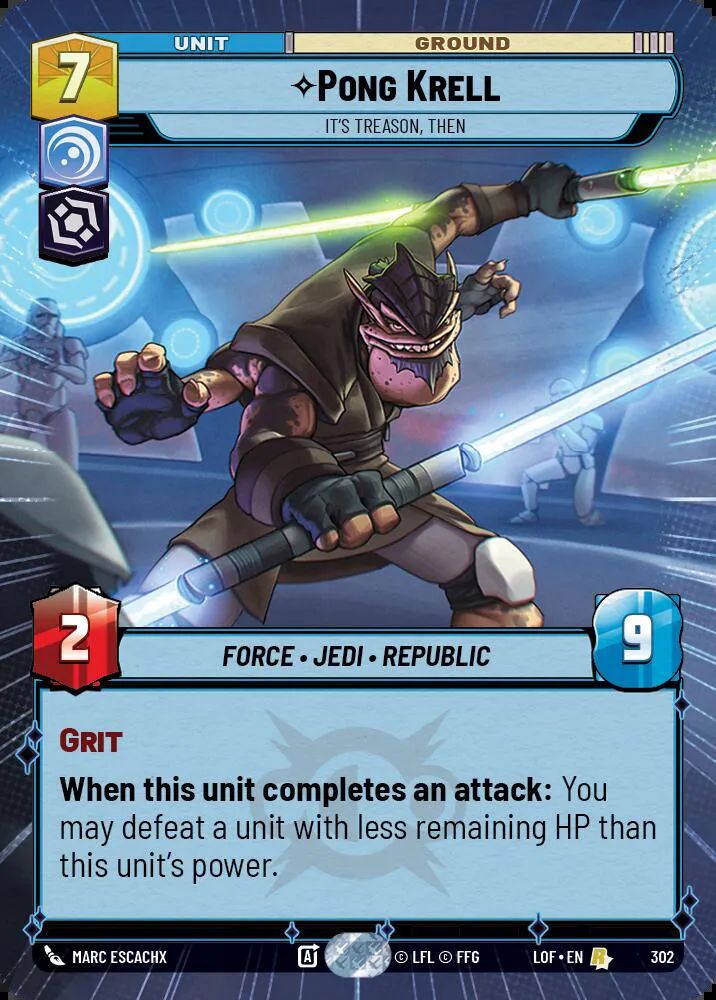 UNIT
GROUND
7
✧PONG KRELL
IT'S TREASON, THEN
2
FORCE • JEDI • REPUBLIC
9
GRIT
When this unit completes an attack: You
may defeat a unit with less remaining HP than
this unit's power.
MARC ESCACHX
A
© LFL © FFG
LOF • EN
R
302